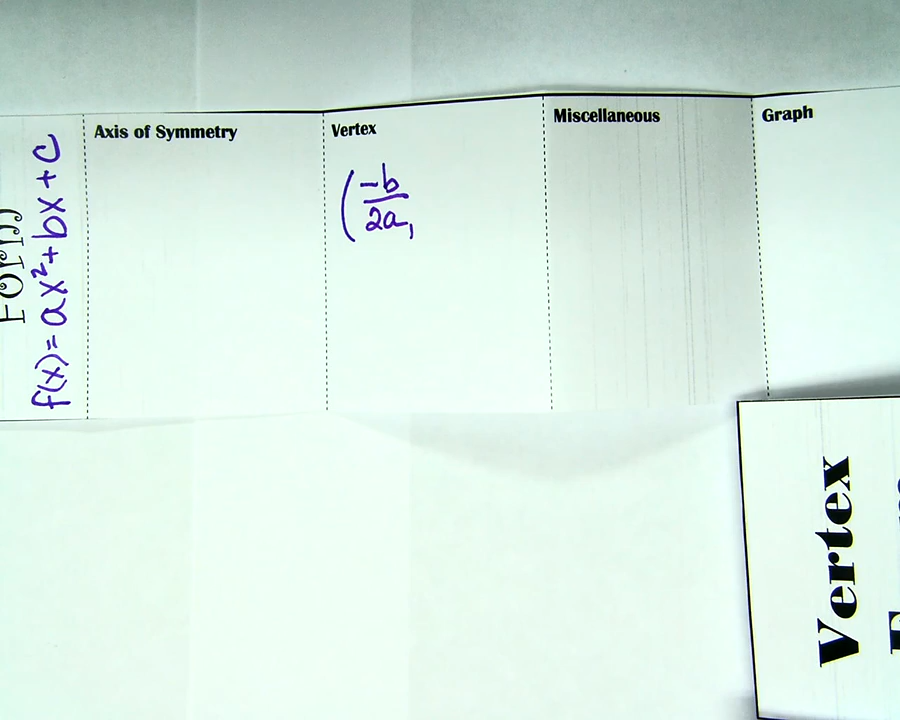 Form
f(x) = ax²+bx+c
Axis of Symmetry
Vertex
(-b
2a,
Miscellaneous
Graph
Vertex